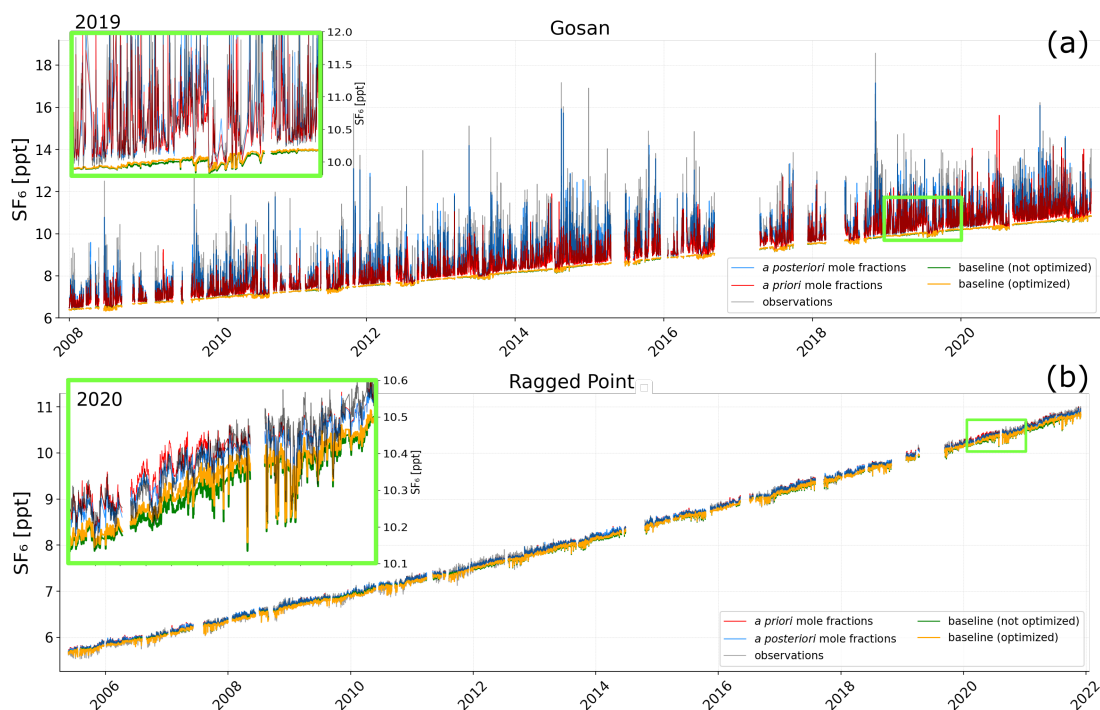 2019
Gosan
(a)
12.0
11.5
11.0
10.5
10.0
SF₆ [ppt]
18
16
14
12
10
8
6
SF₆ [ppt]
a posteriori mole fractions
a priori mole fractions
observations
baseline (not optimized)
baseline (optimized)
2008
2010
2012
2014
2016
2018
2020
Ragged Point
(b)
2020
10.6
10.5
10.4
10.3
10.2
10.1
SF₆ [ppt]
11
10
9
8
7
6
SF₆ [ppt]
a priori mole fractions
a posteriori mole fractions
observations
baseline (not optimized)
baseline (optimized)
2006
2008
2010
2012
2014
2016
2018
2020
2022